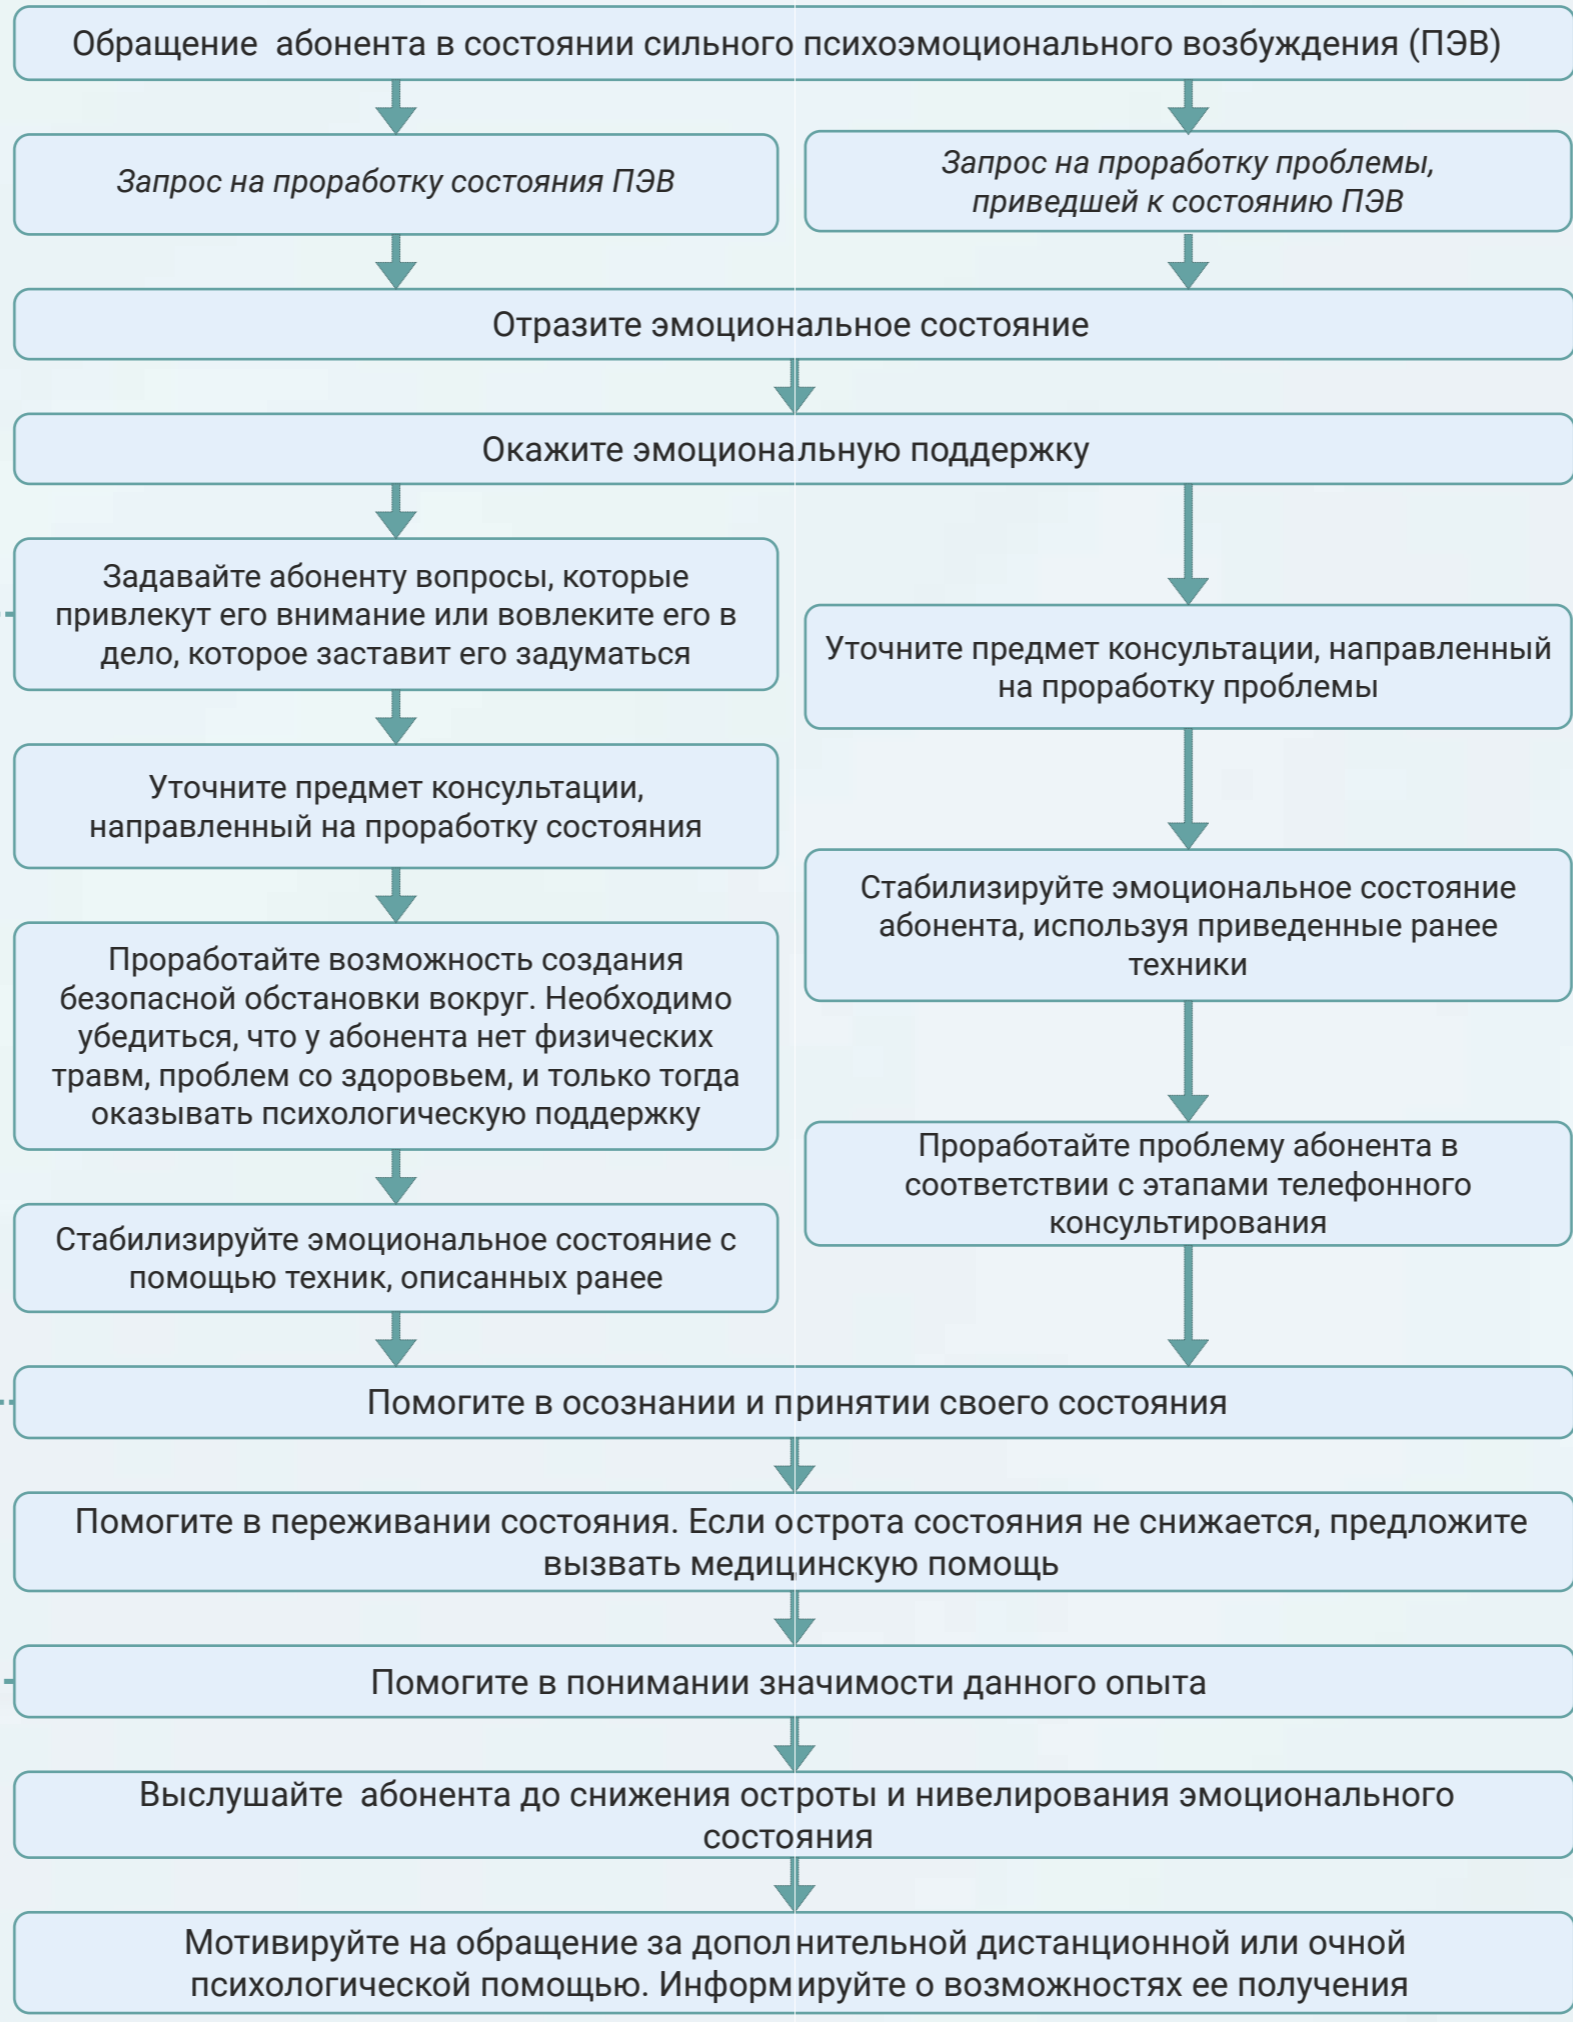 Обращение  абонента в состоянии сильного психоэмоционального возбуждения (ПЭВ)
Запрос на проработку состояния ПЭВ
Запрос на проработку проблемы,
приведшей к состоянию ПЭВ
Отразите эмоциональное состояние
Окажите эмоциональную поддержку
Задавайте абоненту вопросы, которые
привлекут его внимание или вовлеките его в
дело, которое заставит его задуматься
Уточните предмет консультации,
направленный на проработку состояния
Проработайте возможность создания
безопасной обстановки вокруг. Необходимо
убедиться, что у абонента нет физических
травм, проблем со здоровьем, и только тогда
оказывать психологическую поддержку
Стабилизируйте эмоциональное состояние с
помощью техник, описанных ранее
Уточните предмет консультации, направленный
на проработку проблемы
Стабилизируйте эмоциональное состояние
абонента, используя приведенные ранее
техники
Проработайте проблему абонента в
соответствии с этапами телефонного
консультирования
Помогите в осознании и принятии своего состояния
Помогите в переживании состояния. Если острота состояния не снижается, предложите
вызвать медицинскую помощь
Помогите в понимании значимости данного опыта
Выслушайте  абонента до снижения остроты и нивелирования эмоционального
состояния
Мотивируйте на обращение за дополнительной дистанционной или очной
психологической помощью. Информируйте о возможностях ее получения